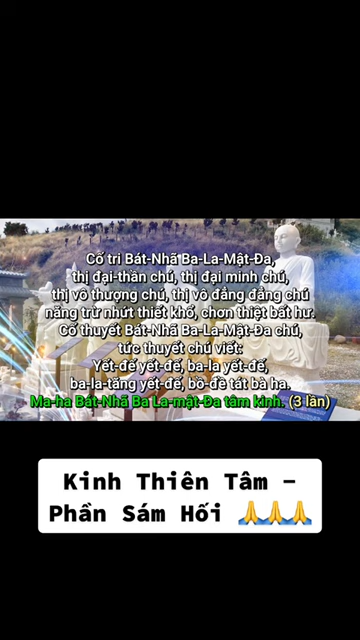 Cố tri Bát-Nhã Ba-La-Mật-Đa,
thị đại-thần chú, thị đại minh chú,
thị vô thượng chú, thị vô đẳng đẳng chú
năng trừ nhứt thiết khổ, chơn thiệt bất hư.
Cố thuyết Bát-Nhã Ba-La-Mật-Đa chú,
tức thuyết chú viết:
Yết-đế yết-đế, ba-la yết-đế,
ba-la-tăng yết-đế, bồ-đề tát bà ha.
Ma-ha Bát-Nhã Ba La-mật-Đa tâm kinh. (3 lần)
Kinh Thiên Tâm -
Phần Sám Hối 🙏🙏🙏